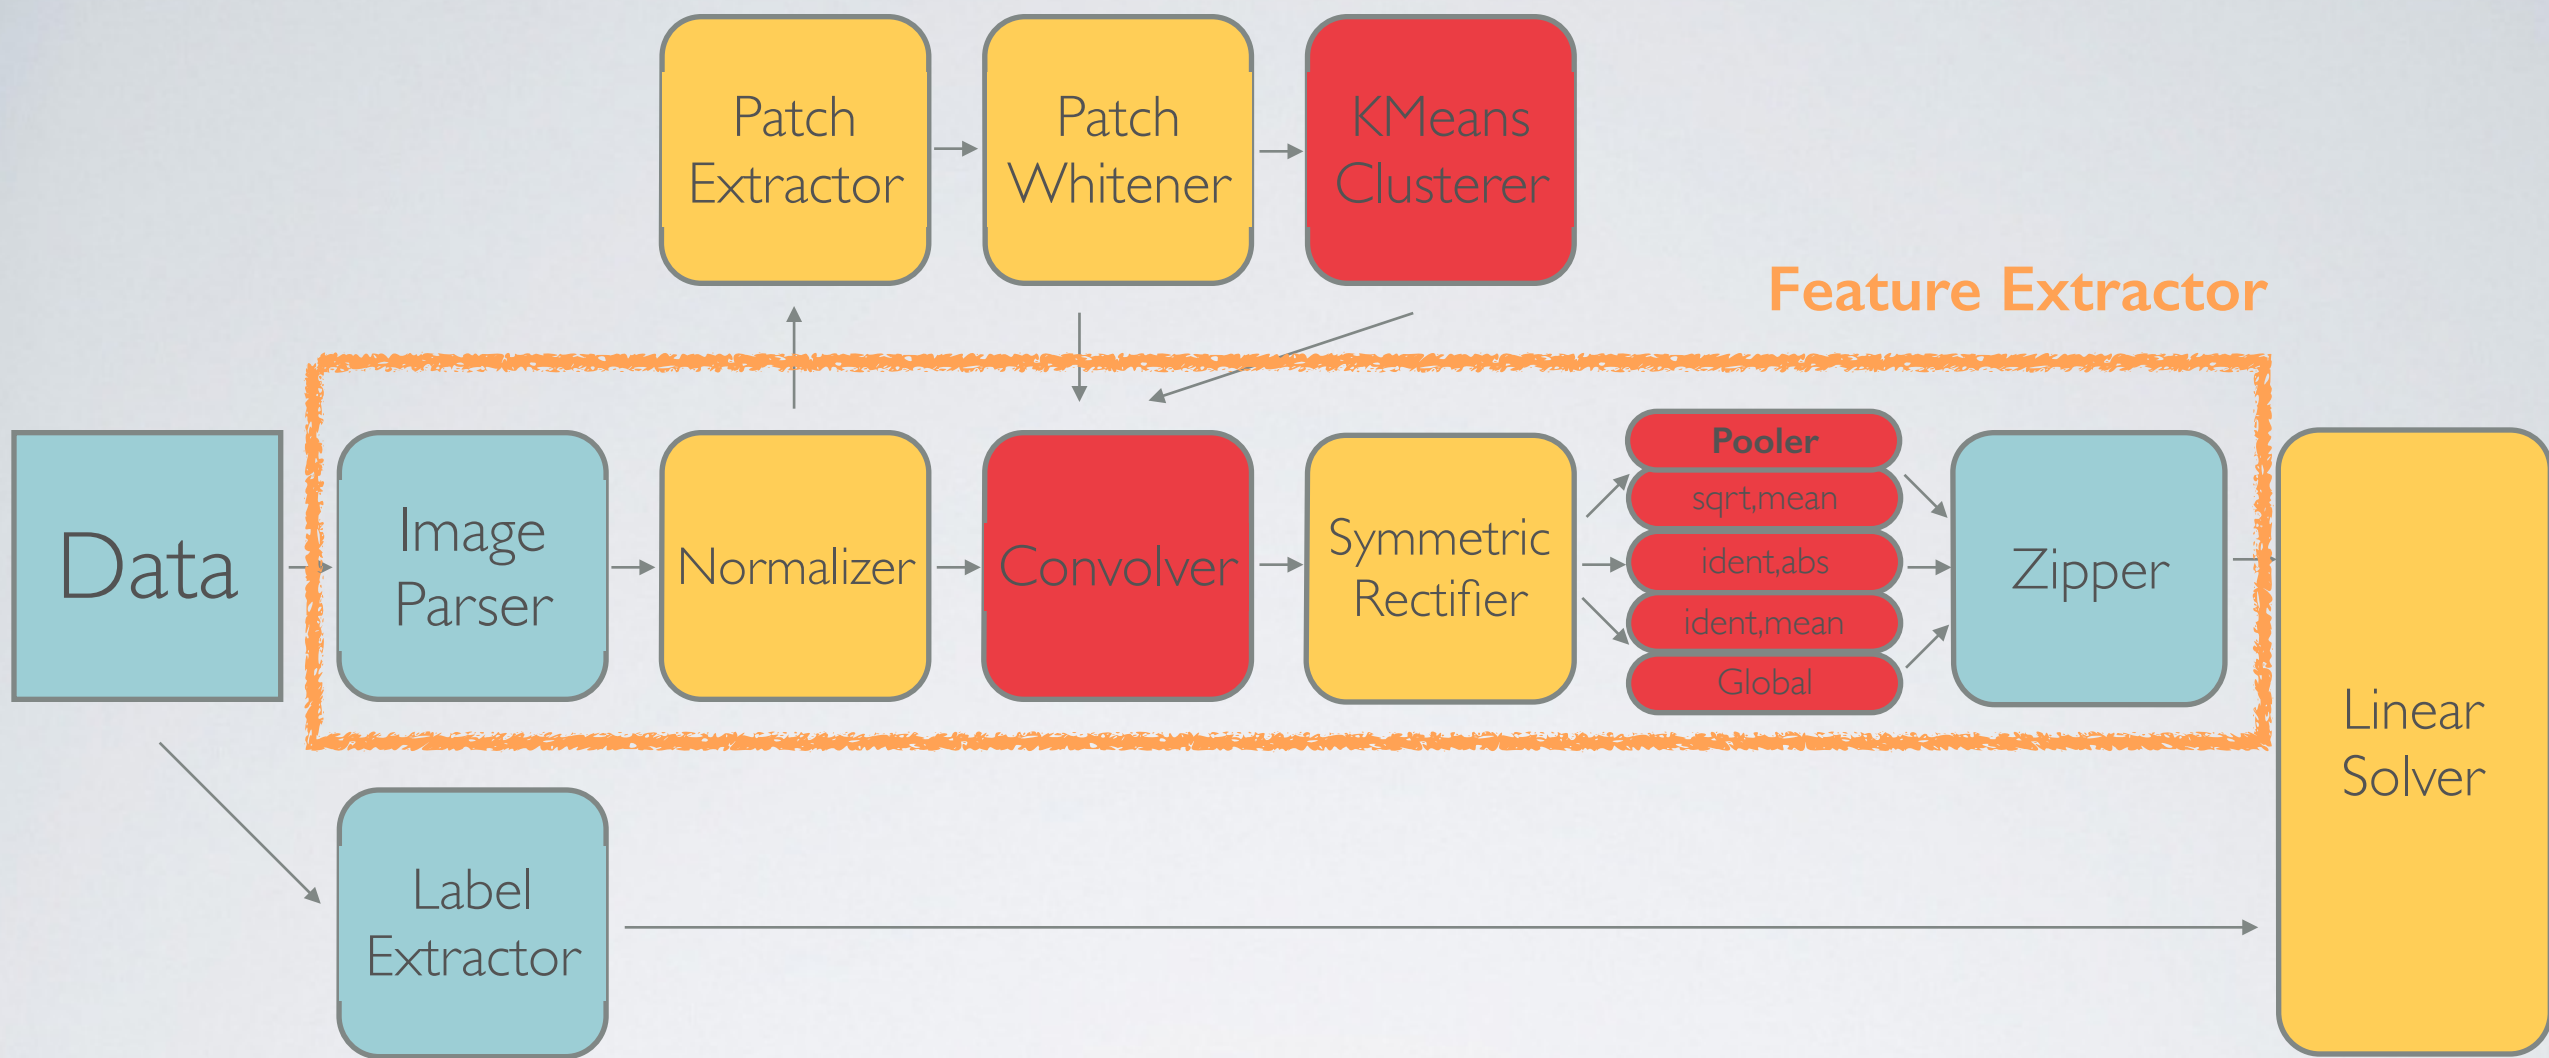 Patch
Extractor
Patch
Whitener
KMeans
Clusterer
Feature Extractor
Data
Image
Parser
Normalizer
Convolver
Symmetric
Rectifier
Pooler
sqrt,mean
ident,abs
ident,mean
Global
Zipper
Linear
Solver
Label
Extractor